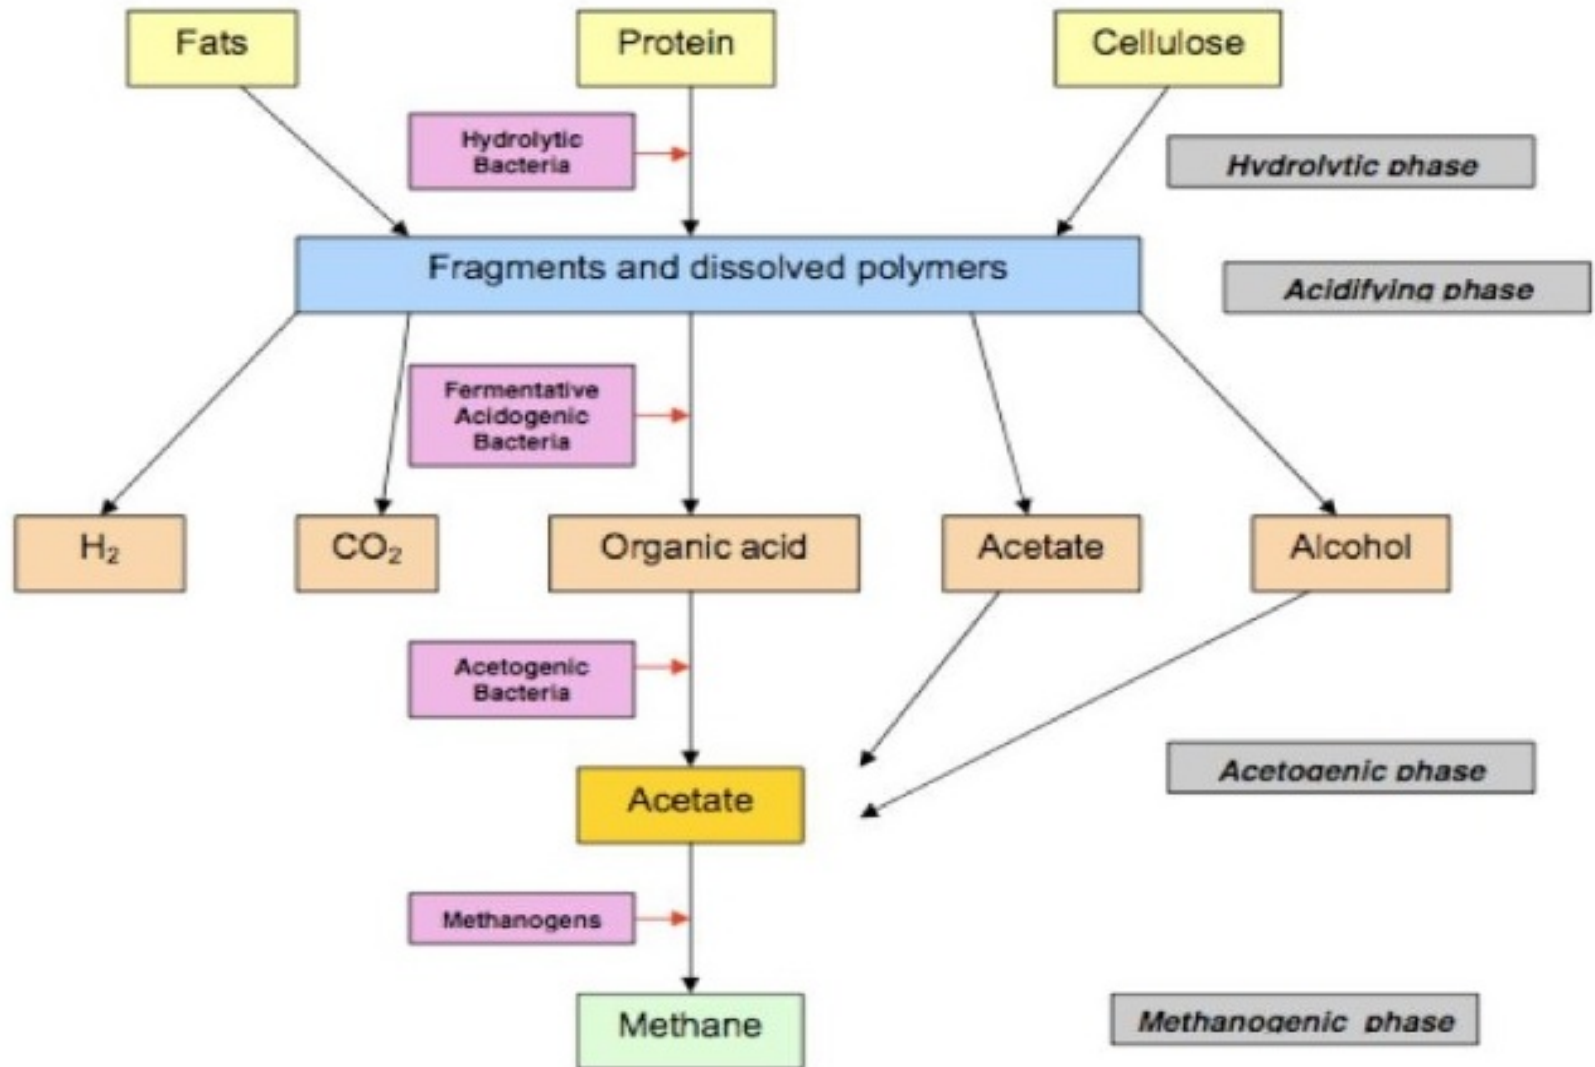 Fats
Protein
Cellulose
Hydrolytic
Bacteria
Hydrolytic phase
Fragments and dissolved polymers
Acidifying phase
Fermentative
Acidogenic
Bacteria
H₂
CO₂
Organic acid
Acetate
Alcohol
Acetogenic
Bacteria
Acetogenic phase
Acetate
Methanogens
Methane
Methanogenic phase